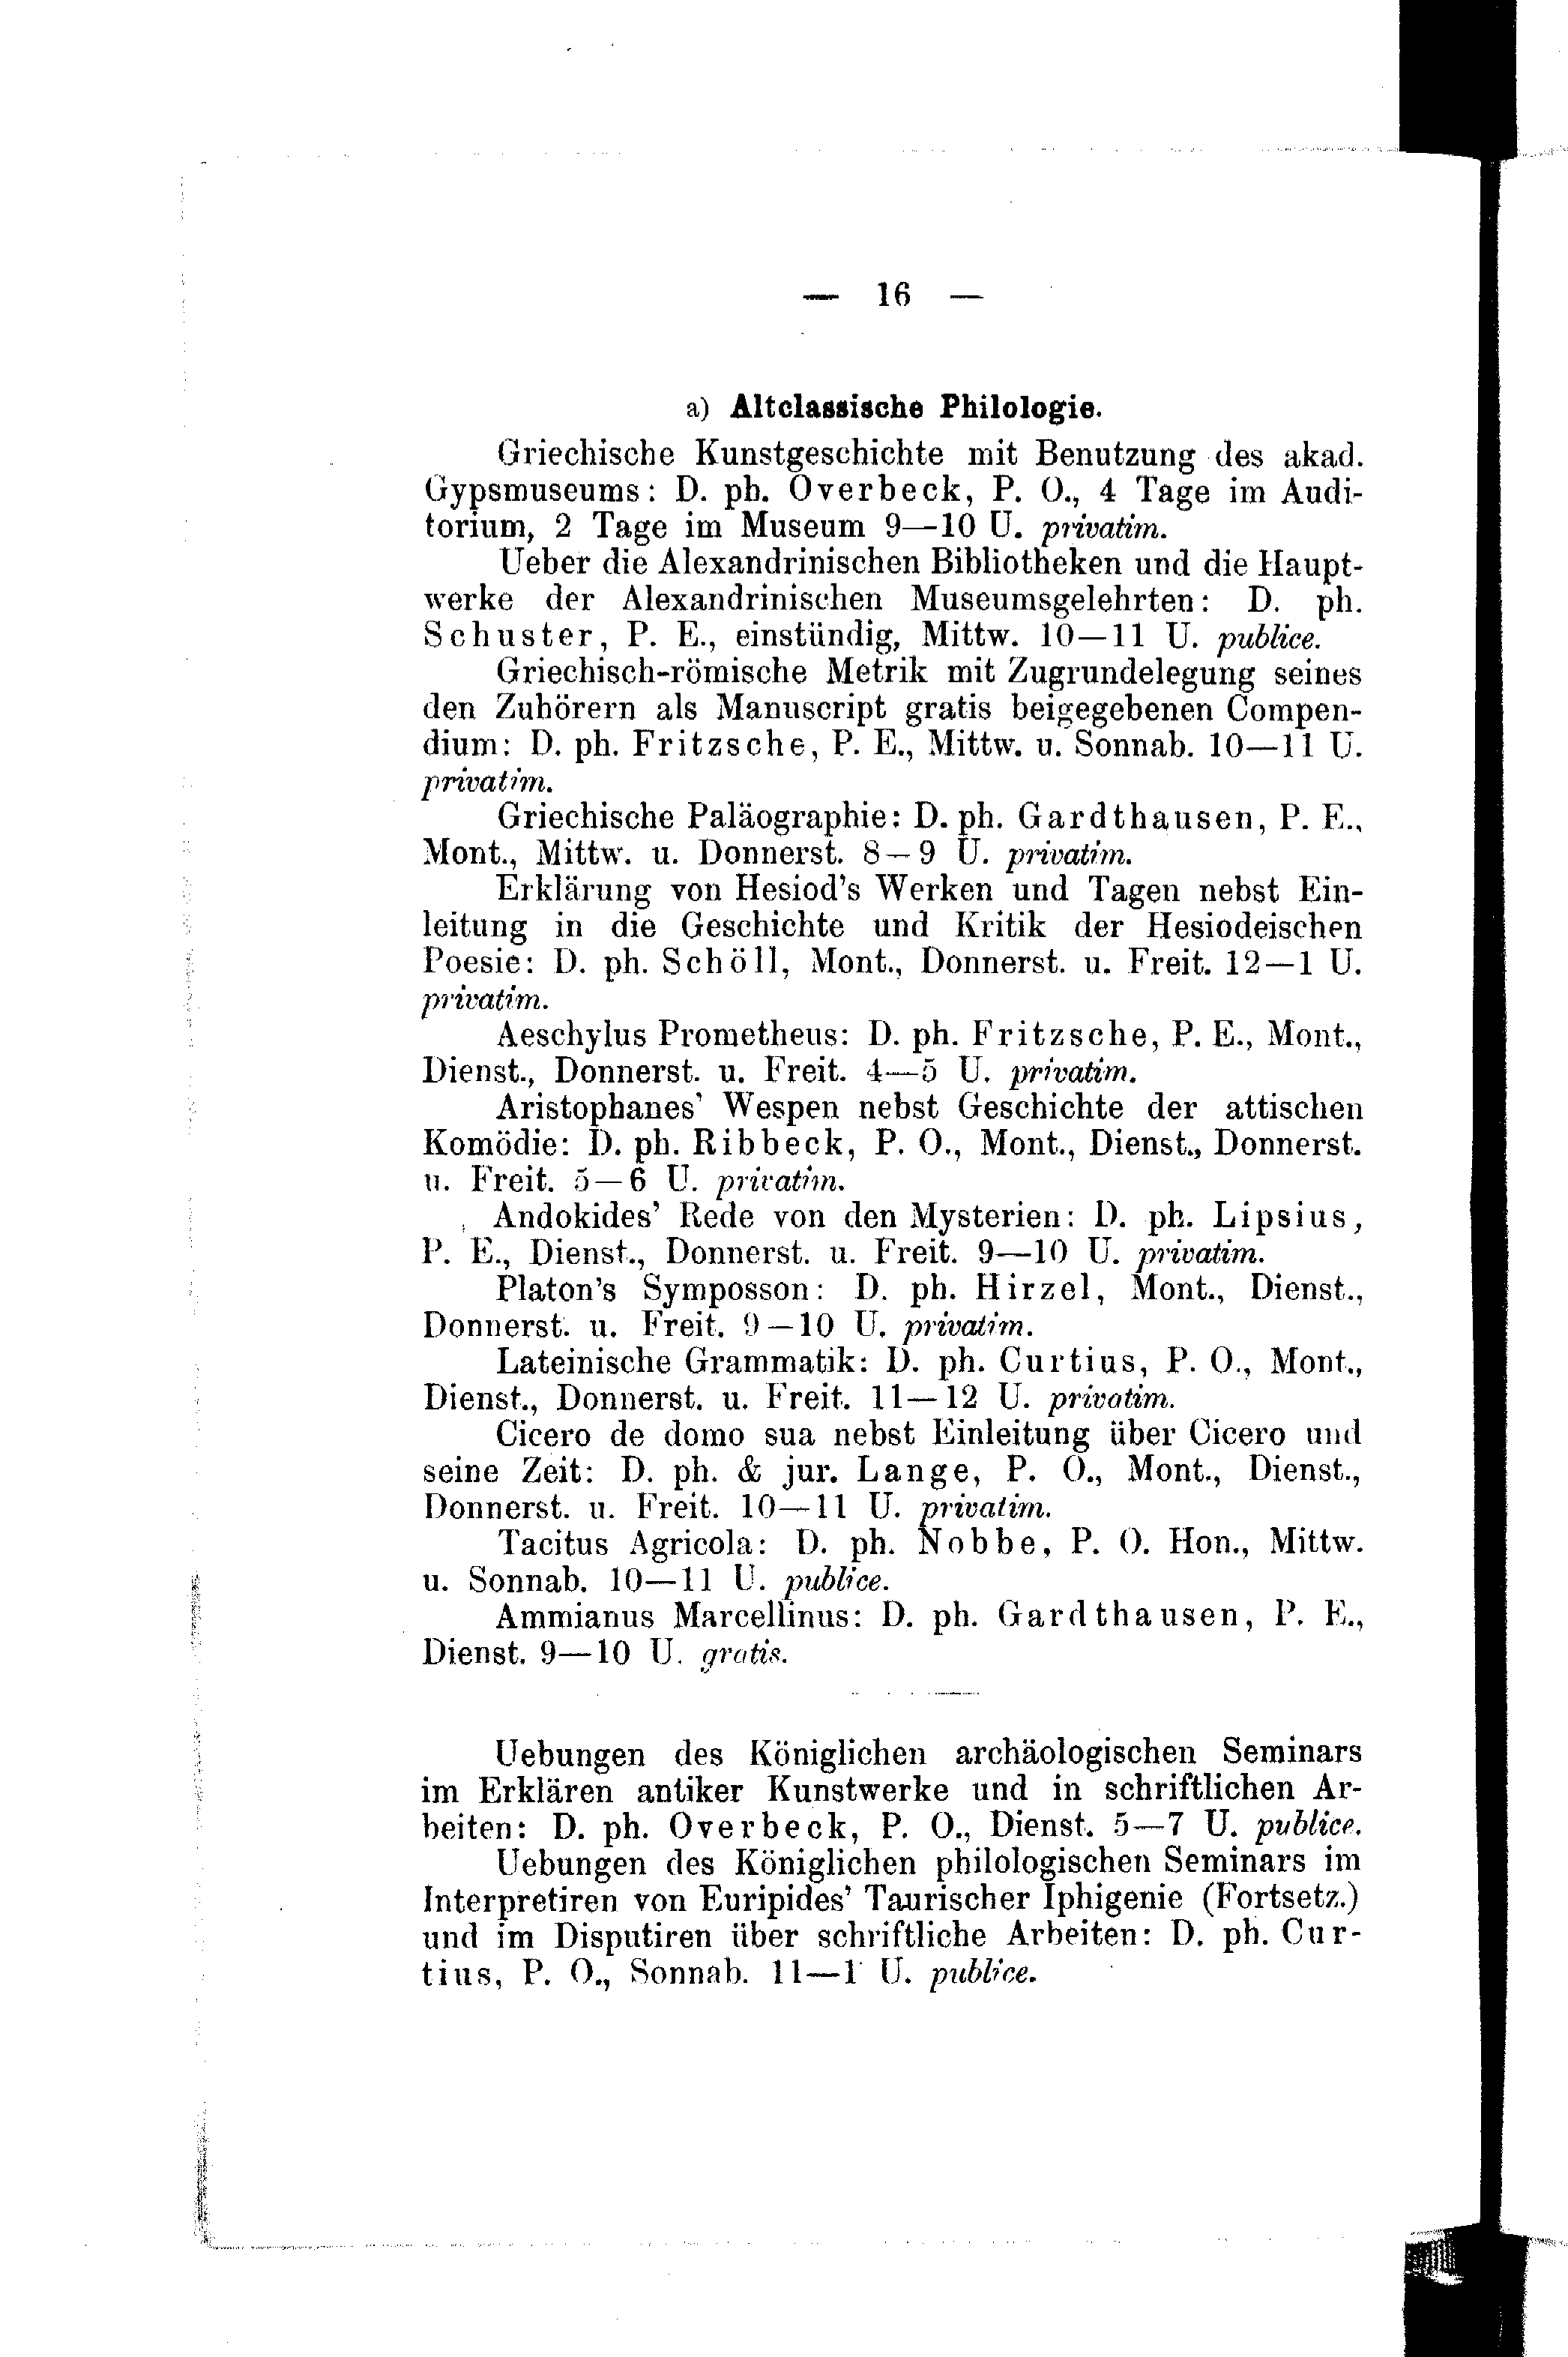 — 16 —
a) Altclassische Philologie.
Griechische Kunstgeschichte mit Benutzung des akad.
Gypsmuseums: D. ph. Overbeck, P. O., 4 Tage im Audi-
torium, 2 Tage im Museum 9—10 U. privatim.
Ueber die Alexandrinischen Bibliotheken und die Haupt-
werke der Alexandrinischen Museumsgelehrten: D. ph.
Schuster, P. E., einstündig, Mittw. 10—11 U. publice.
Griechisch-römische Metrik mit Zugrundelegung seines
den Zuhörern als Manuscript gratis beigegebenen Compen-
dium: D. ph. Fritzsche, P. E., Mittw. u. Sonnab. 10—11 U.
privatim.
Griechische Paläographie: D. ph. Gardthausen, P. E.,
Mont., Mittw. u. Donnerst. 8—9 U. privatim.
Erklärung von Hesiod's Werken und Tagen nebst Ein-
leitung in die Geschichte und Kritik der Hesiodeischen
Poesie: D. ph. Schöll, Mont., Donnerst. u. Freit. 12—1 U.
privatim.
Aeschylus Prometheus: D. ph. Fritzsche, P. E., Mont.,
Dienst., Donnerst. u. Freit. 4—5 U. privatim.
Aristophanes' Wespen nebst Geschichte der attischen
Komödie: D. ph. Ribbeck, P. O., Mont., Dienst., Donnerst.
u. Freit. 5—6 U. privatim.
Andokides' Rede von den Mysterien: D. ph. Lipsius,
P. E., Dienst., Donnerst. u. Freit. 9—10 U. privatim.
Platon's Symposson: D. ph. Hirzel, Mont., Dienst.,
Donnerst. u. Freit. 9—10 U. privatim.
Lateinische Grammatik: D. ph. Curtius, P. O., Mont.,
Dienst., Donnerst. u. Freit. 11—12 U. privatim.
Cicero de domo sua nebst Einleitung über Cicero und
seine Zeit: D. ph. & jur. Lange, P. O., Mont., Dienst.,
Donnerst. u. Freit. 10—11 U. privatim.
Tacitus Agricola: D. ph. Nobbe, P. O. Hon., Mittw.
u. Sonnab. 10—11 U. publice.
Ammianus Marcellinus: D. ph. Gardthausen, P. E.,
Dienst. 9—10 U. gratis.
Uebungen des Königlichen archäologischen Seminars
im Erklären antiker Kunstwerke und in schriftlichen Ar-
beiten: D. ph. Overbeck, P. O., Dienst. 5—7 U. publice.
Uebungen des Königlichen philologischen Seminars im
Interpretiren von Euripides' Taurischer Iphigenie (Fortsetz.)
und im Disputiren über schriftliche Arbeiten: D. ph. Cur-
tius, P. O., Sonnab. 11—1 U. publice.